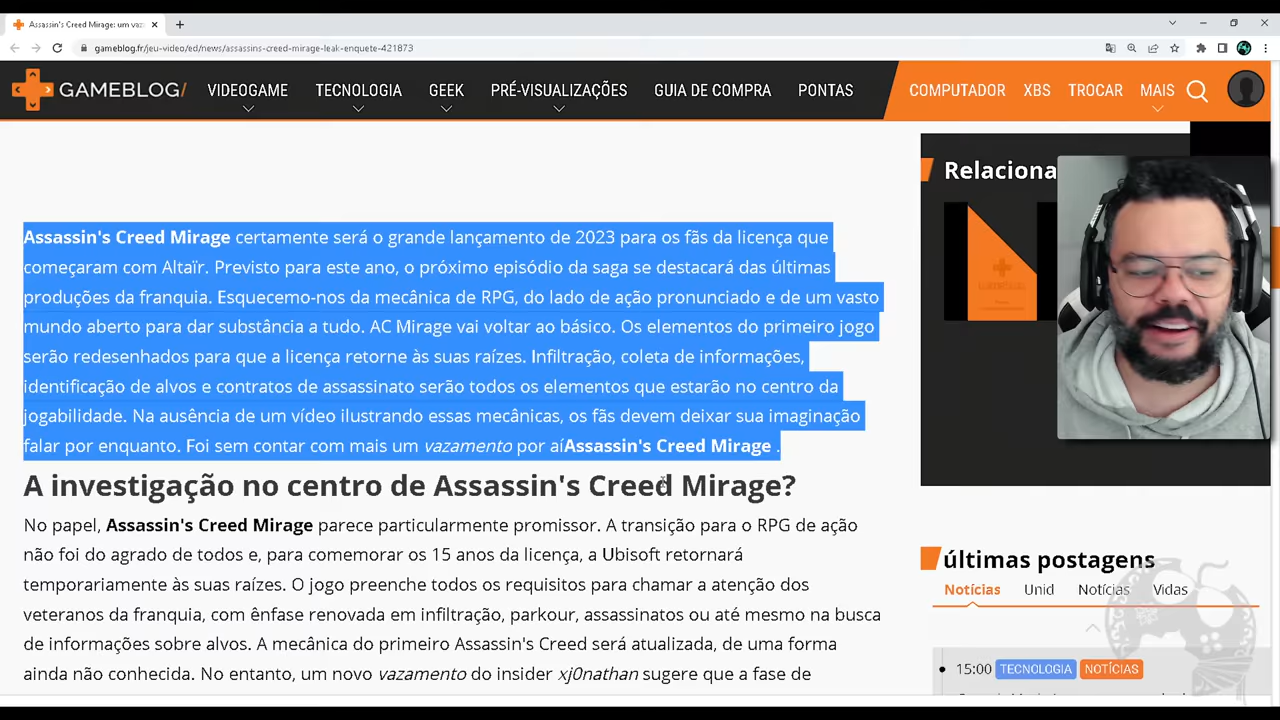 Assassin's Creed Mirage: um vaz
gameblog.fr/jeu-video/ed/news/assassins-creed-mirage-leak-enquete-421873
GAMEBLOG/
VIDEOGAME
TECNOLOGIA
GEEK
PRÉ-VISUALIZAÇÕES
GUIA DE COMPRA
PONTAS
COMPUTADOR
XBS
TROCAR
MAIS
Relaciona
Assassin's Creed Mirage certamente será o grande lançamento de 2023 para os fãs da licença que
começaram com Altaïr. Previsto para este ano, o próximo episódio da saga se destacará das últimas
produções da franquia. Esquecemo-nos da mecânica de RPG, do lado de ação pronunciado e de um vasto
mundo aberto para dar substância a tudo. AC Mirage vai voltar ao básico. Os elementos do primeiro jogo
serão redesenhados para que a licença retorne às suas raízes. Infiltração, coleta de informações,
identificação de alvos e contratos de assassinato serão todos os elementos que estarão no centro da
jogabilidade. Na ausência de um vídeo ilustrando essas mecânicas, os fãs devem deixar sua imaginação
falar por enquanto. Foi sem contar com mais um vazamento por aíAssassin's Creed Mirage .
A investigação no centro de Assassin's Creed Mirage?
No papel, Assassin's Creed Mirage parece particularmente promissor. A transição para o RPG de ação
não foi do agrado de todos e, para comemorar os 15 anos da licença, a Ubisoft retornará
temporariamente às suas raízes. O jogo preenche todos os requisitos para chamar a atenção dos
veteranos da franquia, com ênfase renovada em infiltração, parkour, assassinatos ou até mesmo na busca
de informações sobre alvos. A mecânica do primeiro Assassin's Creed será atualizada, de uma forma
ainda não conhecida. No entanto, um novo vazamento do insider xj0nathan sugere que a fase de
últimas postagens
Notícias
Unid
Notícias
Vidas
15:00 TECNOLOGIA NOTÍCIAS